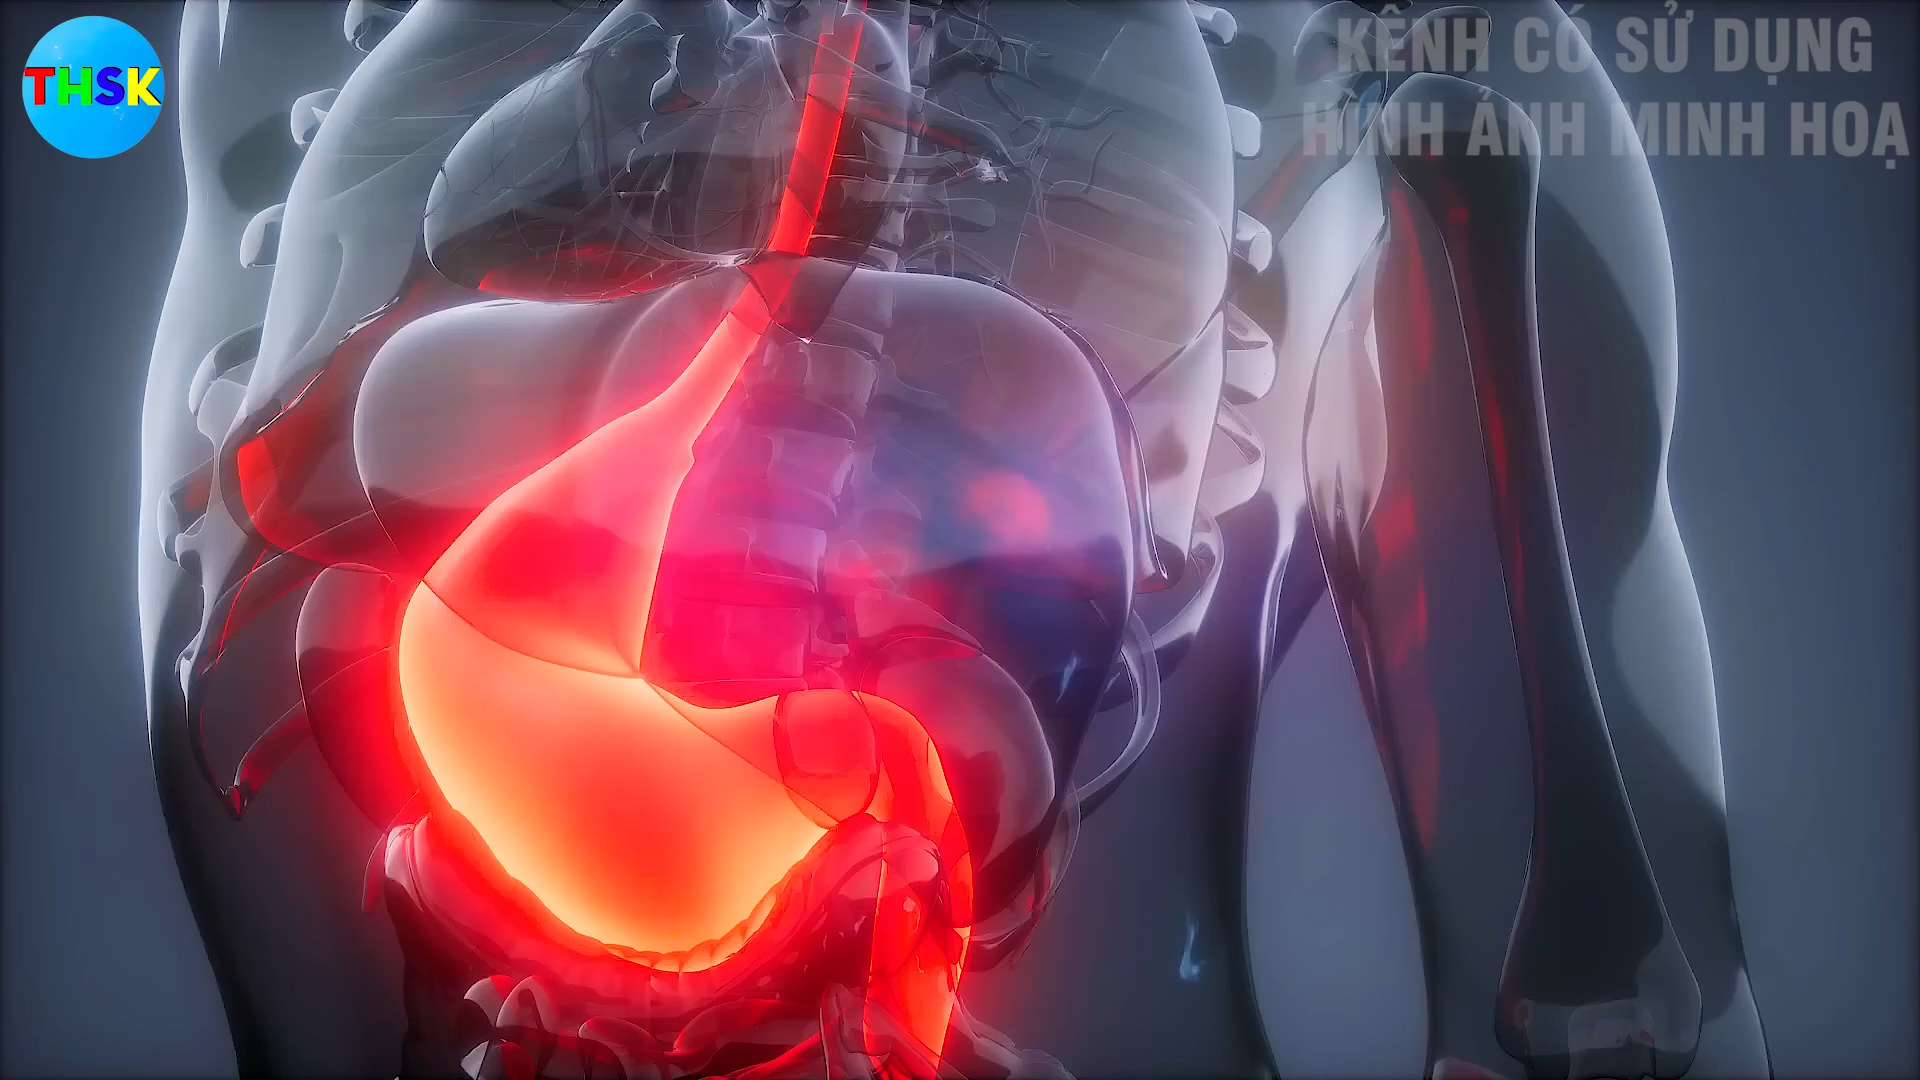 THSK
KÊNH CÓ SỬ DỤNG
HÌNH ẢNH MINH HOẠ